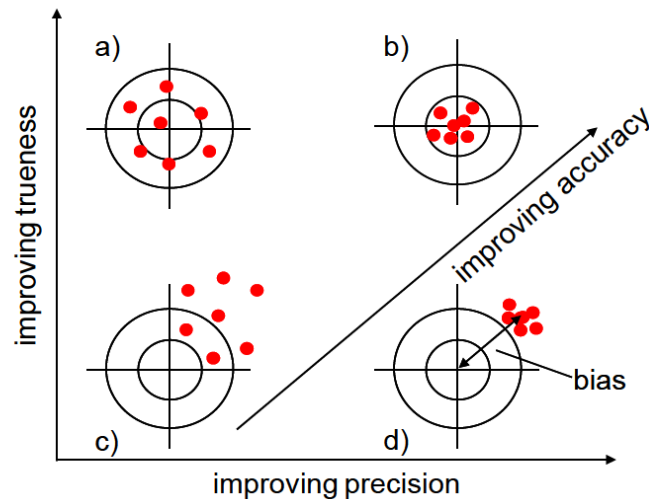 a)
b)
improving trueness
improving accuracy
bias
c)
d)
improving precision